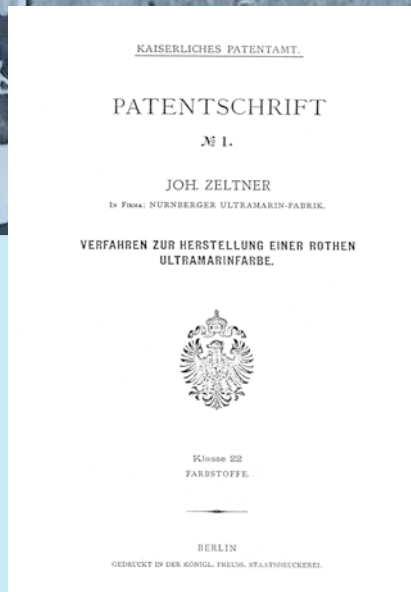 KAISERLICHES PATENTAMT.
PATENTSCHRIFT
№ 1.
JOH. ZELTNER
IN FIRMA: NURNBERGER ULTRAMARIN-FABRIK.
VERFAHREN ZUR HERSTELLUNG EINER ROTHEN
ULTRAMARINFARBE.
Klasse 22
FARBSTOFFE.
BERLIN
GEDRUCKT IN DER KÖNIGL. PREUSS. STAATSDRUCKEREI.